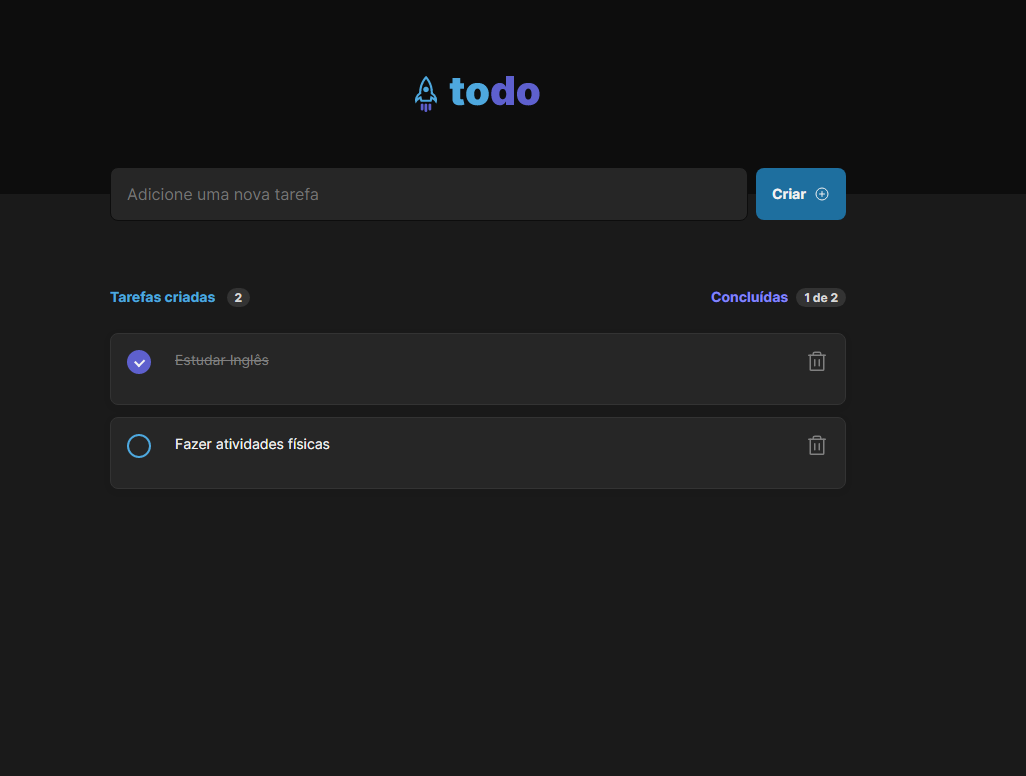 todo
Adicione uma nova tarefa
Criar
Tarefas criadas 2
Concluídas 1 de 2
Estudar Inglês
Fazer atividades físicas